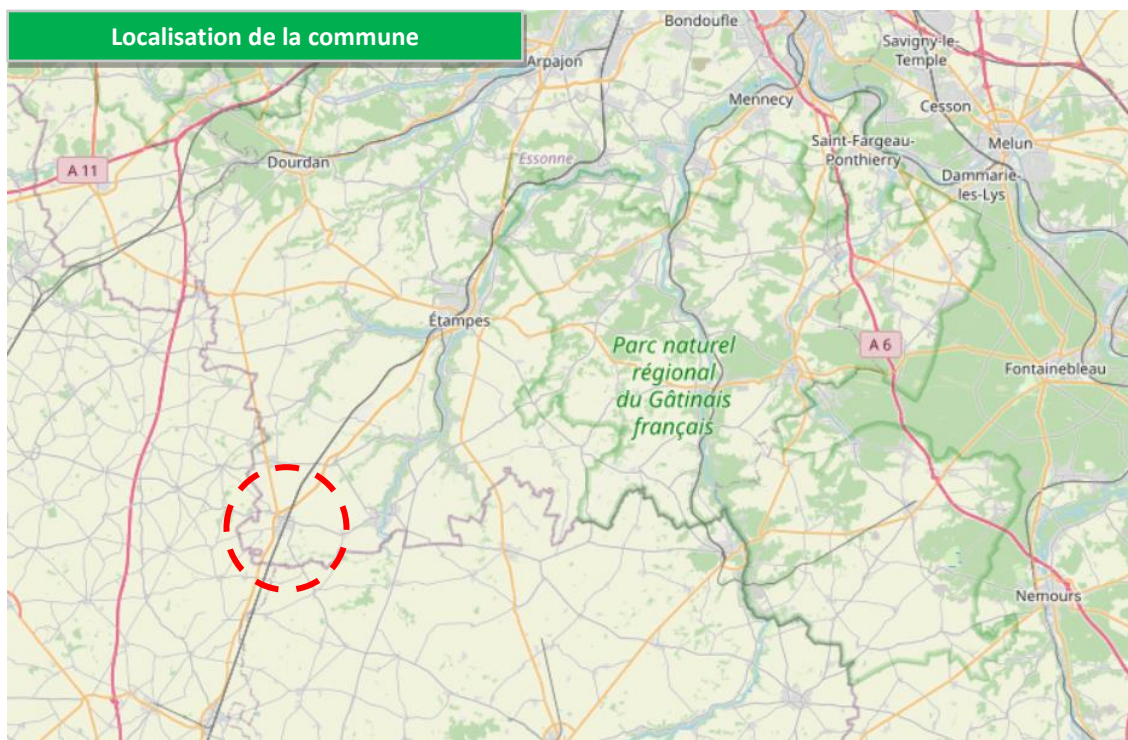 Localisation de la commune
Bondoufle
Savigny-le-
Temple
Arpajon
Mennecy
Cesson
Saint-Fargeau-
Ponthierry
Melun
Dammarie-
les-Lys
Essonne
Dourdan
A 11
Étampes
Parc naturel
régional
du Gâtinais
français
A 6
Fontainebleau
Nemours